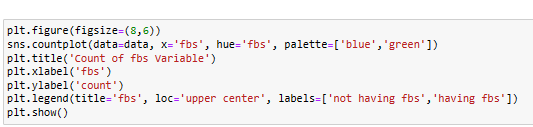 plt.figure(figsize=(8,6))
sns.countplot(data=data, x='fbs', hue='fbs', palette=['blue','green'])
plt.title('Count of fbs Variable')
plt.xlabel('fbs')
plt.ylabel('count')
plt.legend(title='fbs', loc='upper center', labels=['not having fbs','having fbs'])
plt.show()